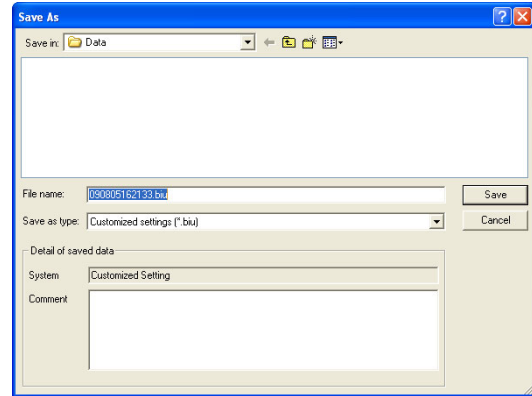 Save As
Save in: Data
File name: 090805162133.biu Save
Save as type: Customized settings (*.biu) Cancel
Detail of saved data
System Customized Setting
Comment